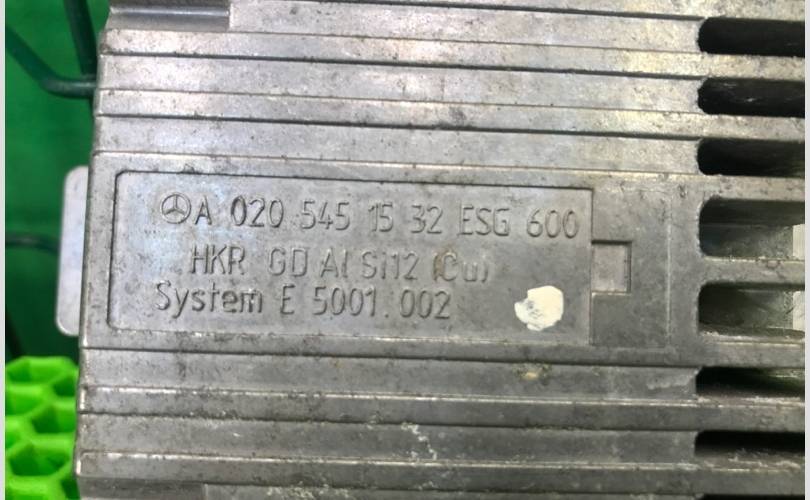 A 020 545 15 32 ESG 600
HKR GD Al Si12 (Cu)
System E 5001.002